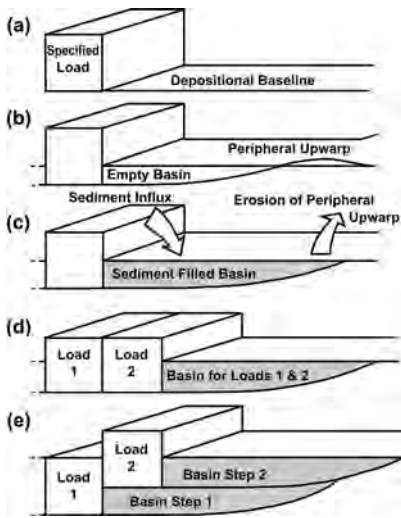 (a)
Specified
Load
Depositional Baseline
(b)
Peripheral Upwarp
Empty Basin
Sediment Influx
Erosion of Peripheral
Upwarp
(c)
Sediment Filled Basin
(d)
Load
1
Load
2
Basin for Loads 1 & 2
(e)
Load
2
Load
1
Basin Step 2
Basin Step 1